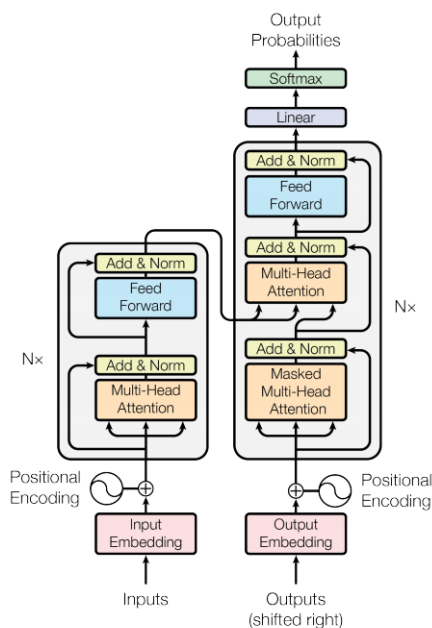 Output
Probabilities
Softmax
Linear
Add & Norm
Feed
Forward
Add & Norm
Multi-Head
Attention
Add & Norm
Masked
Multi-Head
Attention
N×
Add & Norm
Feed
Forward
Add & Norm
Multi-Head
Attention
N×
Positional
Encoding
Positional
Encoding
Input
Embedding
Output
Embedding
Inputs
Outputs
(shifted right)